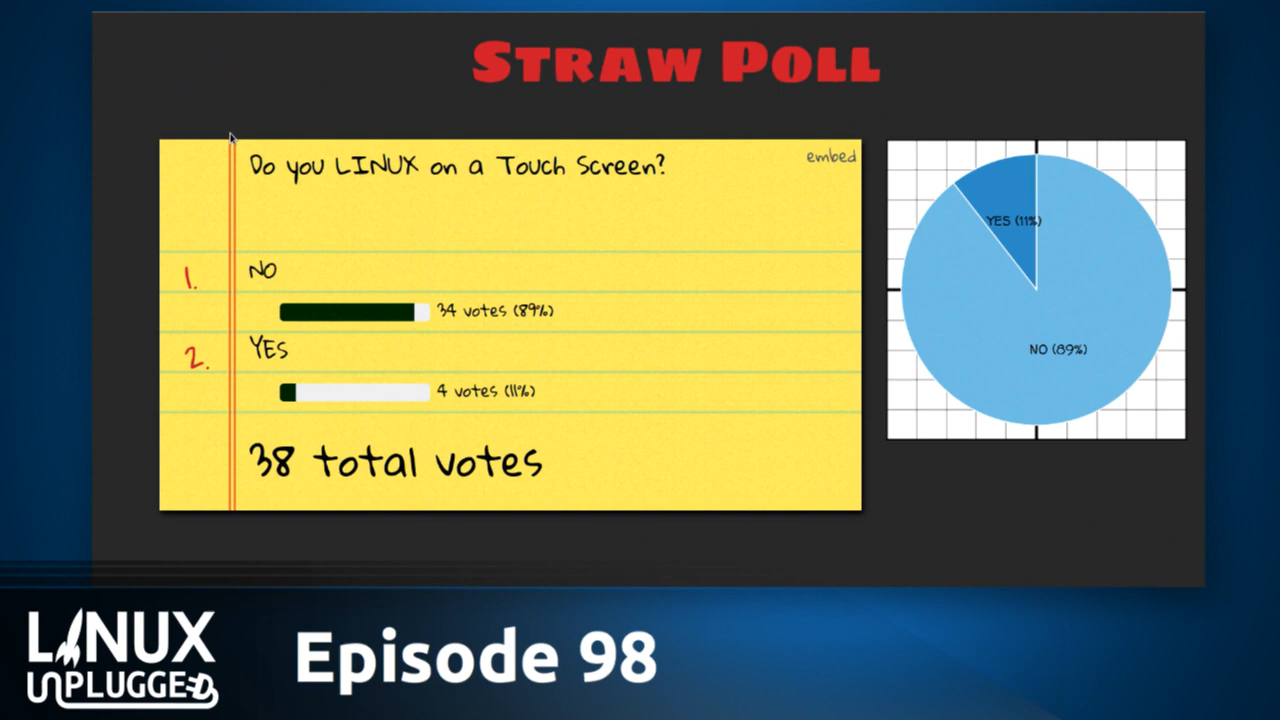 STRAW POLL
Do you LINUX on a Touch Screen?
embed
1.
NO
34 votes (89%)
2.
YES
4 votes (11%)
38 total votes
YES (11%)
NO (89%)
LINUX
UNPLUGGED
Episode 98